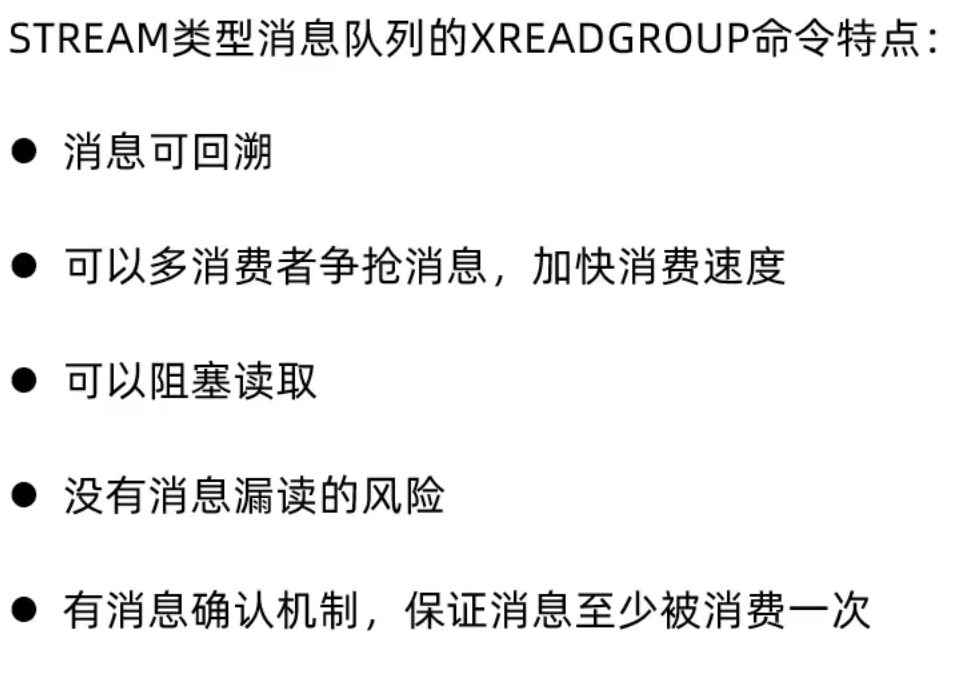 STREAM类型消息队列的XREADGROUP命令特点：
● 消息可回溯
● 可以多消费者争抢消息，加快消费速度
● 可以阻塞读取
● 没有消息漏读的风险
● 有消息确认机制，保证消息至少被消费一次